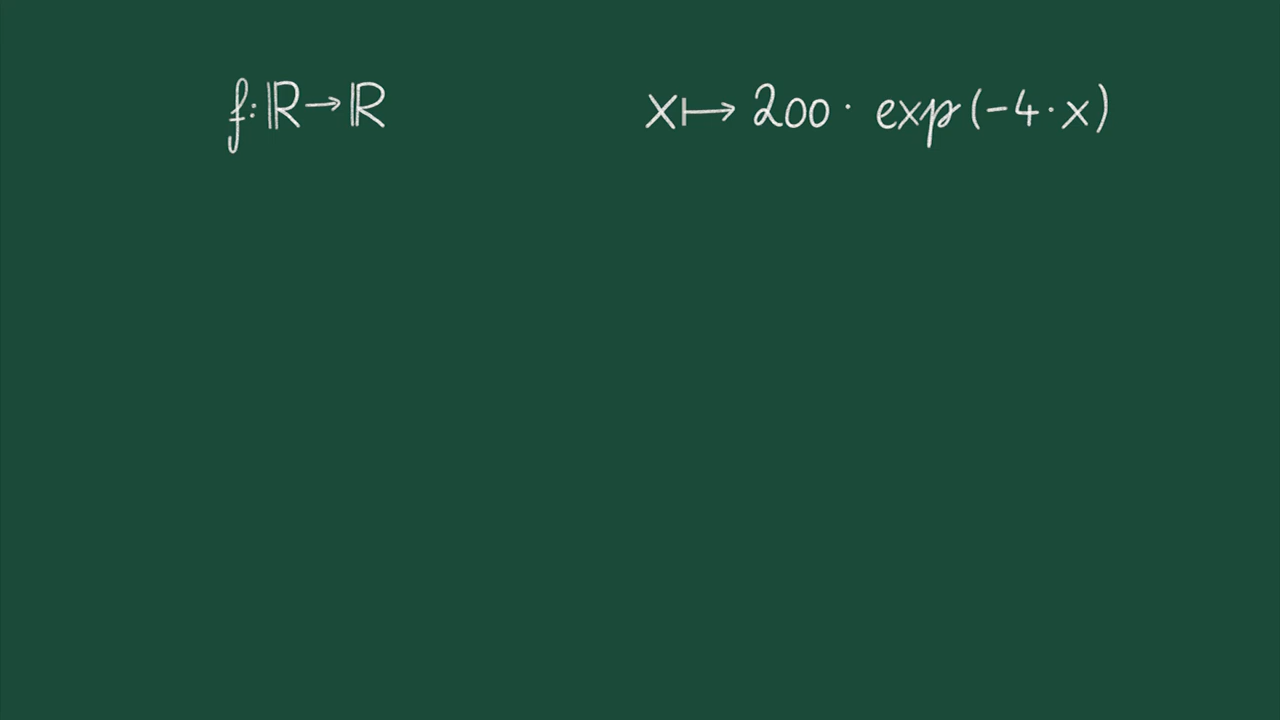 f: ℝ → ℝ x ↦ 200 · exp(-4 · x)